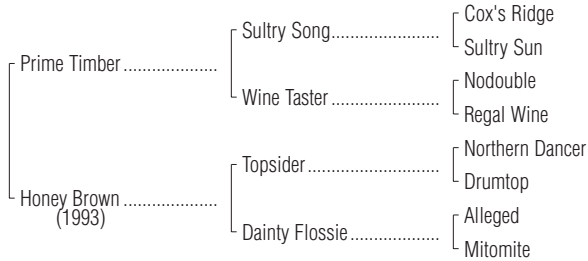 Cox's Ridge
Sultry Song....................
Sultry Sun
Prime Timber ...................
Nodouble
Wine Taster ....................
Regal Wine
Northern Dancer
Topsider........................
Drumtop
Honey Brown ....................
(1993)
Alleged
Dainty Flossie..................
Mitomite